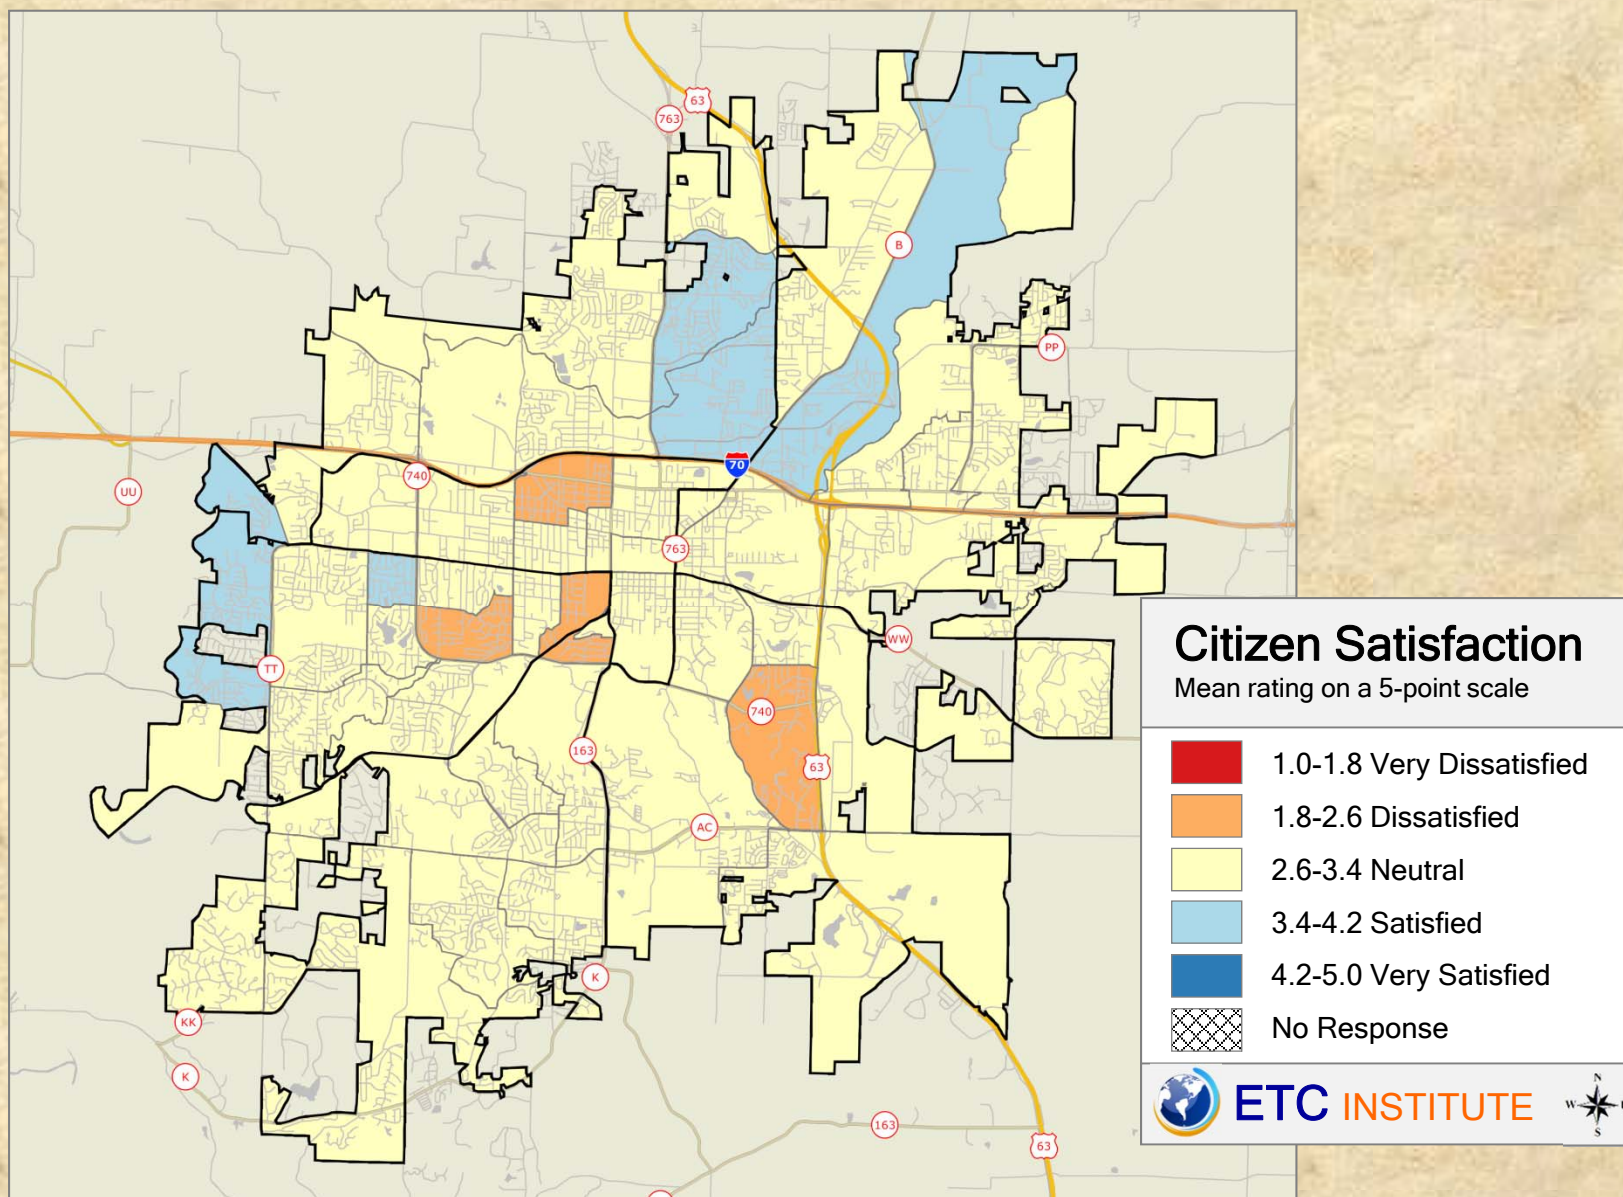 63
763
B
PP
70
740
UU
763
WW
TT
740
163
63
AC
K
KK
K
163
63
Citizen Satisfaction
Mean rating on a 5-point scale
1.0-1.8 Very Dissatisfied
1.8-2.6 Dissatisfied
2.6-3.4 Neutral
3.4-4.2 Satisfied
4.2-5.0 Very Satisfied
No Response
ETC INSTITUTE
N
W
S